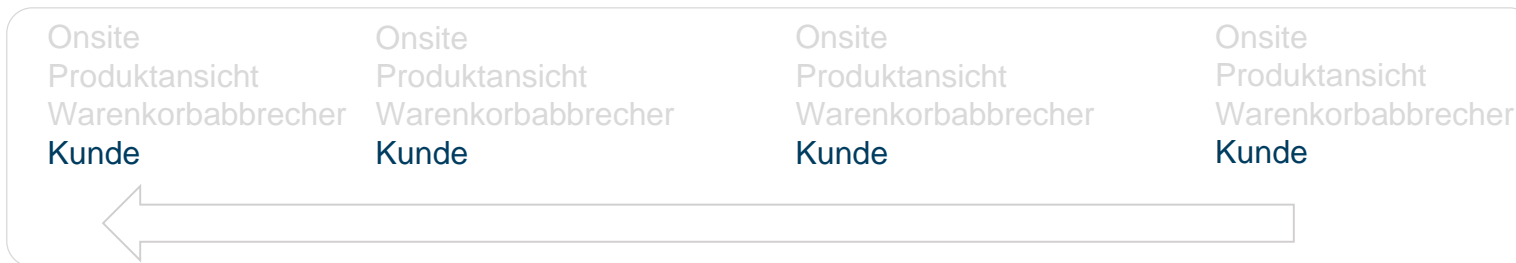 Onsite
Produktansicht
Warenkorbabbrecher
Kunde
Onsite
Produktansicht
Warenkorbabbrecher
Kunde
Onsite
Produktansicht
Warenkorbabbrecher
Kunde
Onsite
Produktansicht
Warenkorbabbrecher
Kunde